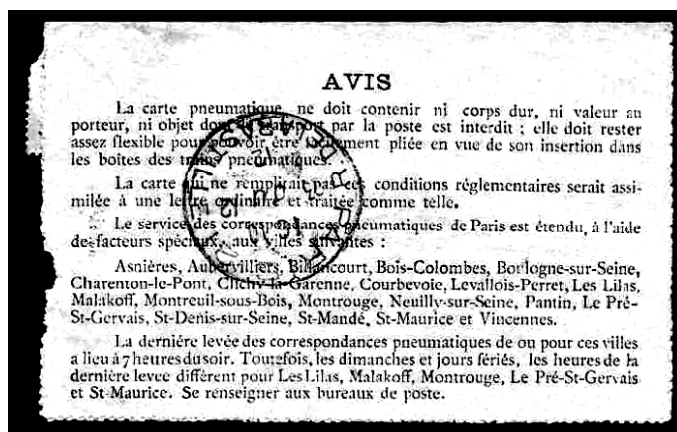 AVIS
La carte pneumatique, ne doit contenir ni corps dur, ni valeur au
porteur, ni objet dont le transport par la poste est interdit ; elle doit rester
assez flexible pour pouvoir être facilement pliée en vue de son insertion dans
les boîtes des trains pneumatiques.
La carte qui ne remplirait pas ces conditions réglementaires serait assi-
milée à une lettre ordinaire et traitée comme telle.
Le service des correspondances pneumatiques de Paris est étendu, à l'aide
de facteurs spéciaux, aux villes suivantes :
Asnières, Aubervilliers, Billancourt, Bois-Colombes, Boulogne-sur-Seine,
Charenton-le-Pont, Clichy-la-Garenne, Courbevoie, Levallois-Perret, Les Lilas,
Malakoff, Montreuil-sous-Bois, Montrouge, Neuilly-sur-Seine, Pantin, Le Pré-
St-Gervais, St-Denis-sur-Seine, St-Mandé, St-Maurice et Vincennes.
La dernière levée des correspondances pneumatiques de ou pour ces villes
a lieu à 7 heures du soir. Toutefois, les dimanches et jours fériés, les heures de la
dernière levee différent pour Les Lilas, Malakoff, Montrouge, Le Pré-St-Gervais
et St-Maurice. Se renseigner aux bureaux de poste.